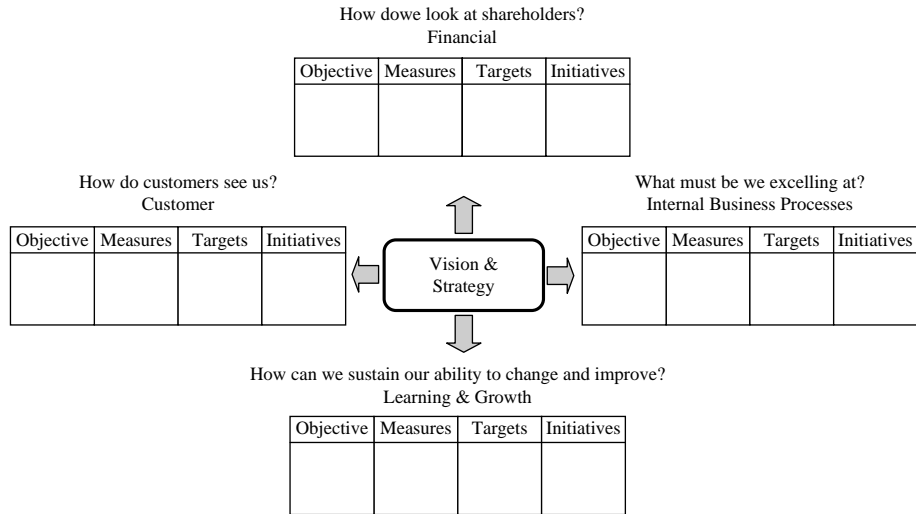 How dowe look at shareholders?
Financial
Objective Measures Targets Initiatives
How do customers see us?
Customer
Objective Measures Targets Initiatives
Vision &
Strategy
What must be we excelling at?
Internal Business Processes
Objective Measures Targets Initiatives
How can we sustain our ability to change and improve?
Learning & Growth
Objective Measures Targets Initiatives